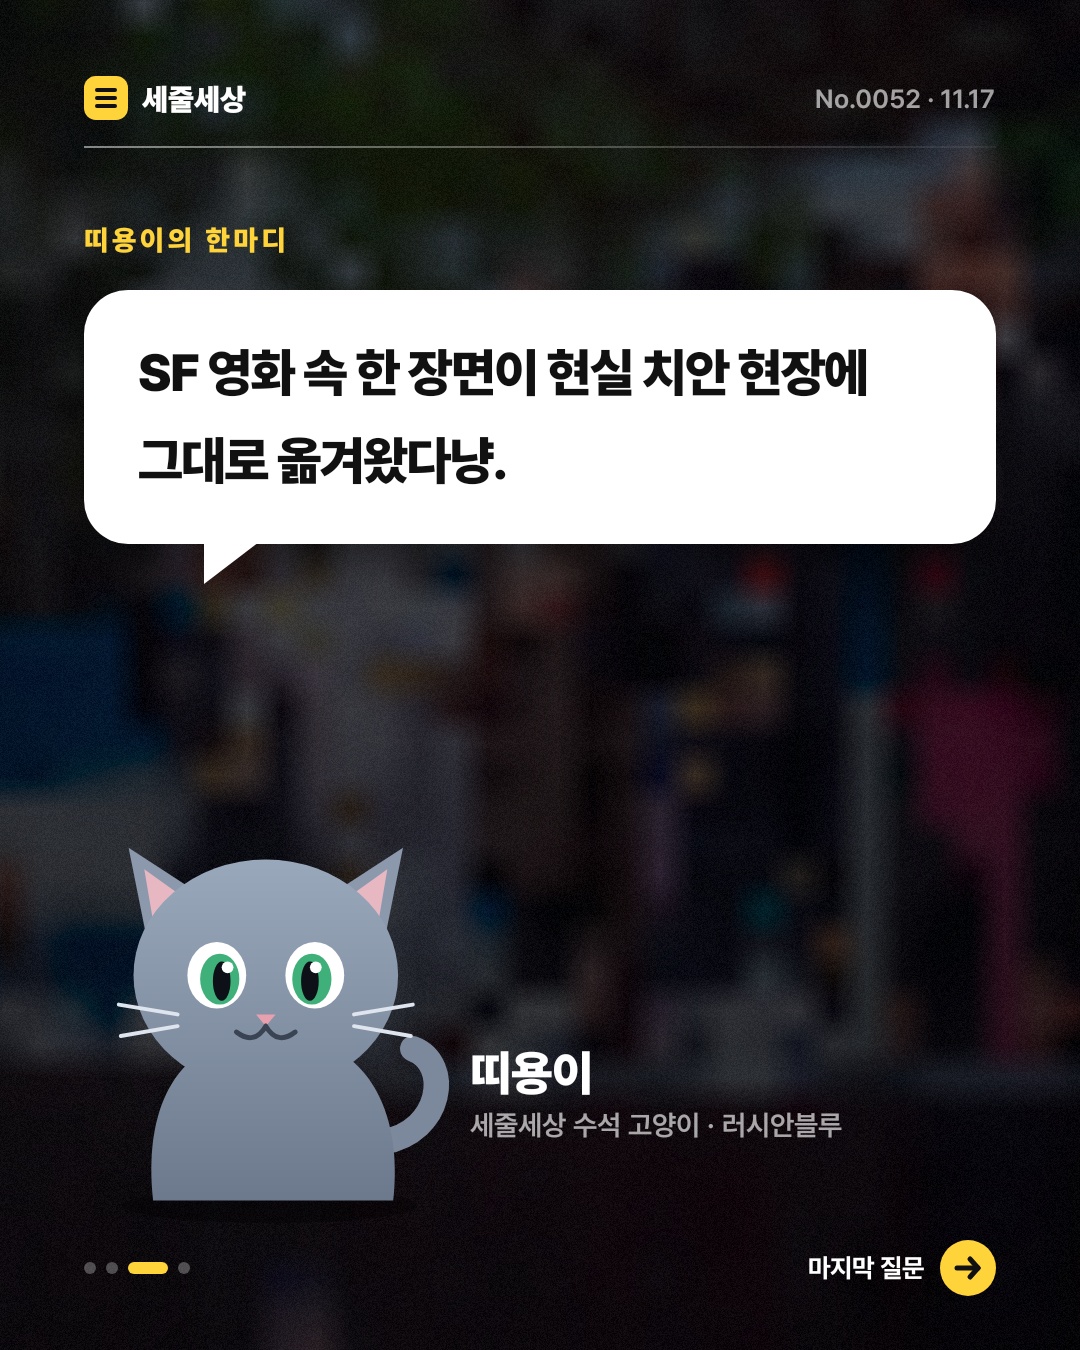 세줄세상
No.0052 · 11.17
띠용이의 한마디
SF 영화 속 한 장면이 현실 치안 현장에
그대로 옮겨왔다냥.
띠용이
세줄세상 수석 고양이 · 러시안블루
마지막 질문